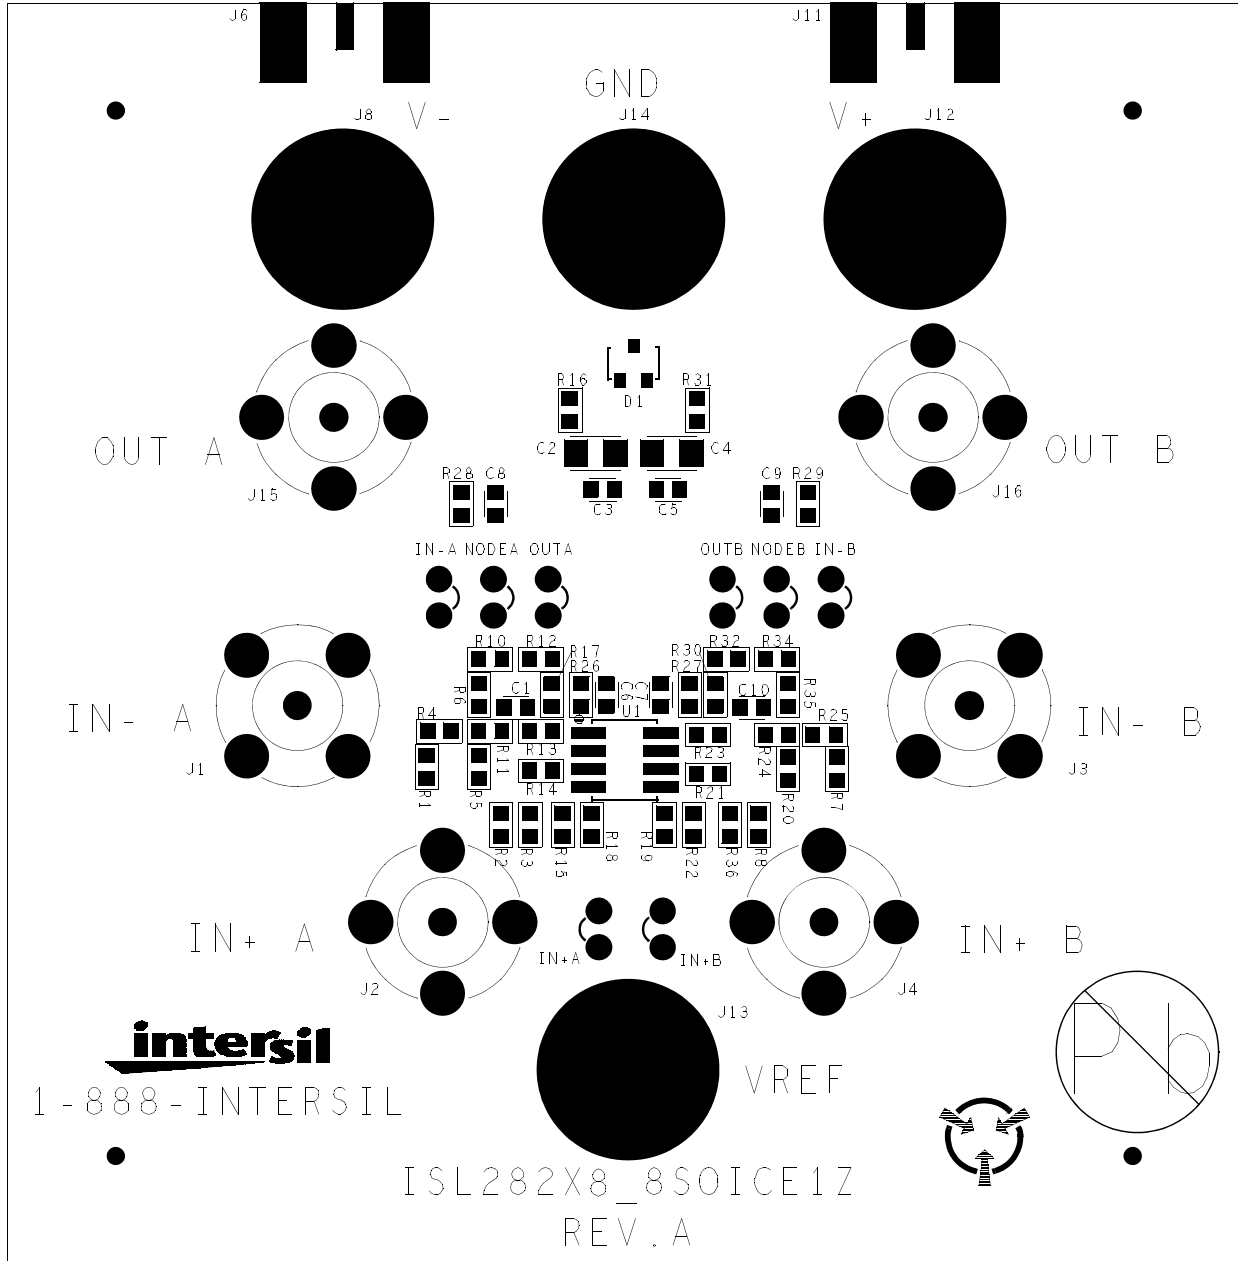 J6
J11
GND
J8
V-
J14
V+
J12
R16
R31
D1
C2
C4
OUT A
OUT B
J15
J16
R28
C8
C9
R29
C3
C5
IN-A
NODEA
OUTA
OUTB
NODEB
IN-B
R10
R12
R17
R26
R30
R27
R32
R34
R6
C1
C6
C7
C10
R35
U1
IN- A
IN- B
R4
R25
R11
R13
R23
R24
J1
J3
R1
R5
R14
R21
R20
R7
R2
R3
R15
R18
R19
R22
R36
R8
IN+ A
IN+ B
IN+A
IN+B
J2
J4
J13
intersil
VREF
Pb
1-888-INTERSIL
ISL282X8_8SOICE1Z
REV.A